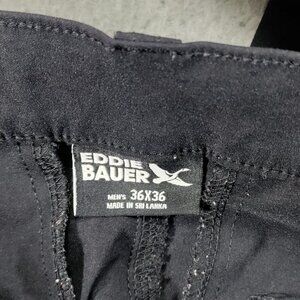 EDDIE
BAUER
MEN'S 36X36
MADE IN SRI LANKA